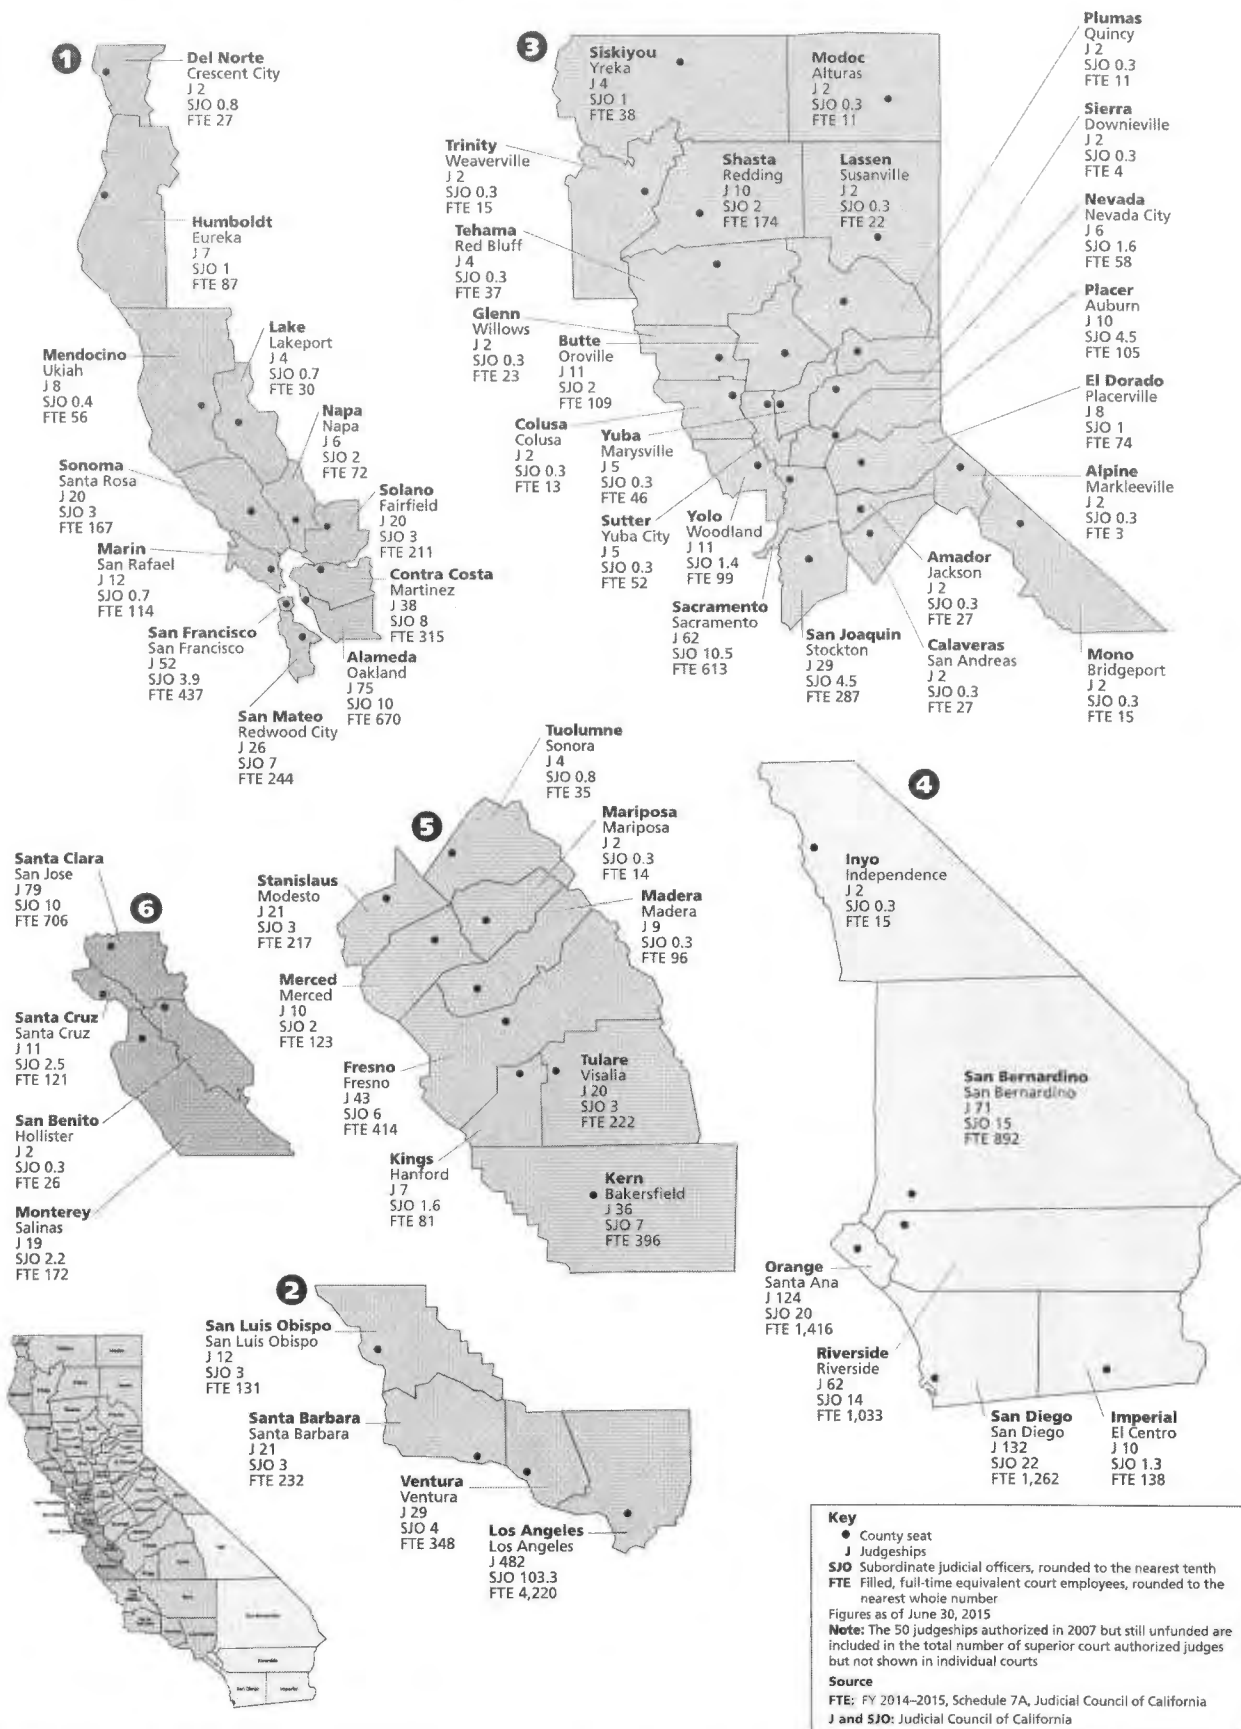 1
Del Norte
Crescent City
J 2
SJO 0.8
FTE 27
Humboldt
Eureka
J 7
SJO 1
FTE 87
Lake
Lakeport
J 4
SJO 0.7
FTE 30
Mendocino
Ukiah
J 8
SJO 0.4
FTE 56
Napa
Napa
J 6
SJO 2
FTE 72
Sonoma
Santa Rosa
J 20
SJO 3
FTE 167
Solano
Fairfield
J 20
SJO 3
FTE 211
Marin
San Rafael
J 12
SJO 0.7
FTE 114
Contra Costa
Martinez
J 38
SJO 8
FTE 315
San Francisco
San Francisco
J 52
SJO 3.9
FTE 437
Alameda
Oakland
J 75
SJO 10
FTE 670
San Mateo
Redwood City
J 26
SJO 7
FTE 244
3
Siskiyou
Yreka
J 4
SJO 1
FTE 38
Modoc
Alturas
J 2
SJO 0.3
FTE 11
Plumas
Quincy
J 2
SJO 0.3
FTE 11
Sierra
Downieville
J 2
SJO 0.3
FTE 4
Trinity
Weaverville
J 2
SJO 0.3
FTE 15
Shasta
Redding
J 10
SJO 2
FTE 174
Lassen
Susanville
J 2
SJO 0.3
FTE 22
Nevada
Nevada City
J 6
SJO 1.6
FTE 58
Tehama
Red Bluff
J 4
SJO 0.3
FTE 37
Placer
Auburn
J 10
SJO 4.5
FTE 105
Glenn
Willows
J 2
SJO 0.3
FTE 23
Butte
Oroville
J 11
SJO 2
FTE 109
El Dorado
Placerville
J 8
SJO 1
FTE 74
Colusa
Colusa
J 2
SJO 0.3
FTE 13
Yuba
Marysville
J 5
SJO 0.3
FTE 46
Alpine
Markleeville
J 2
SJO 0.3
FTE 3
Sutter
Yuba City
J 5
SJO 0.3
FTE 52
Yolo
Woodland
J 11
SJO 1.4
FTE 99
Amador
Jackson
J 2
SJO 0.3
FTE 27
Sacramento
Sacramento
J 62
SJO 10.5
FTE 613
San Joaquin
Stockton
J 29
SJO 4.5
FTE 287
Calaveras
San Andreas
J 2
SJO 0.3
FTE 27
Mono
Bridgeport
J 2
SJO 0.3
FTE 15
5
Tuolumne
Sonora
J 4
SJO 0.8
FTE 35
Mariposa
Mariposa
J 2
SJO 0.3
FTE 14
Stanislaus
Modesto
J 21
SJO 3
FTE 217
Madera
Madera
J 9
SJO 0.3
FTE 96
Merced
Merced
J 10
SJO 2
FTE 123
Fresno
Fresno
J 43
SJO 6
FTE 414
Tulare
Visalia
J 20
SJO 3
FTE 222
Kings
Hanford
J 7
SJO 1.6
FTE 81
Kern
Bakersfield
J 36
SJO 7
FTE 396
4
Inyo
Independence
J 2
SJO 0.3
FTE 15
San Bernardino
San Bernardino
J 71
SJO 15
FTE 892
Orange
Santa Ana
J 124
SJO 20
FTE 1,416
Riverside
Riverside
J 62
SJO 14
FTE 1,033
San Diego
San Diego
J 132
SJO 22
FTE 1,262
Imperial
El Centro
J 10
SJO 1.3
FTE 138
6
Santa Clara
San Jose
J 79
SJO 10
FTE 706
Santa Cruz
Santa Cruz
J 11
SJO 2.5
FTE 121
San Benito
Hollister
J 2
SJO 0.3
FTE 26
Monterey
Salinas
J 19
SJO 2.2
FTE 172
2
San Luis Obispo
San Luis Obispo
J 12
SJO 3
FTE 131
Santa Barbara
Santa Barbara
J 21
SJO 3
FTE 232
Ventura
Ventura
J 29
SJO 4
FTE 348
Los Angeles
Los Angeles
J 482
SJO 103.3
FTE 4,220
Key
County seat
J Judgeships
SJO Subordinate judicial officers, rounded to the nearest tenth
FTE Filled, full-time equivalent court employees, rounded to the
nearest whole number
Figures as of June 30, 2015
Note: The 50 judgeships authorized in 2007 but still unfunded are
included in the total number of superior court authorized judges
but not shown in individual courts
Source
FTE: FY 2014–2015, Schedule 7A, Judicial Council of California
J and SJO: Judicial Council of California